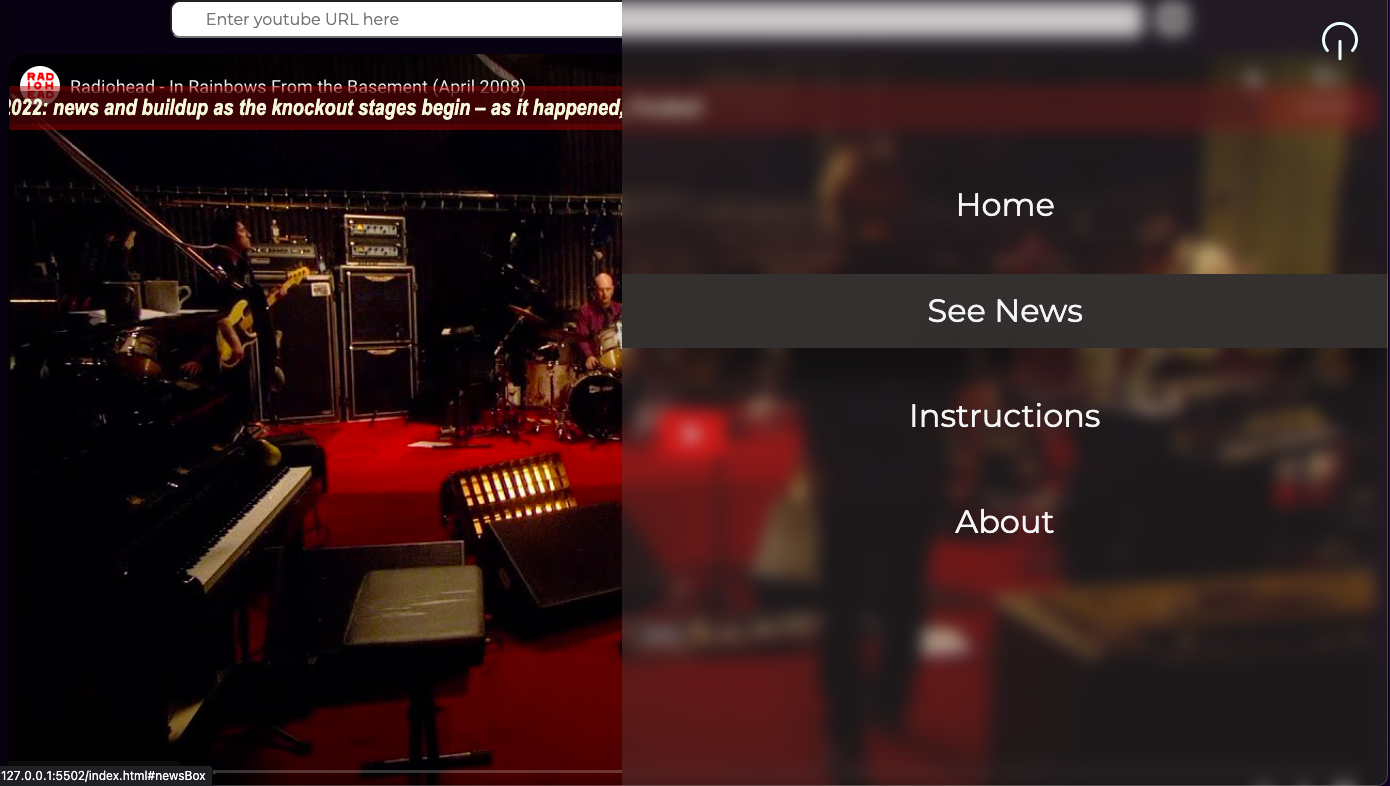 Enter youtube URL here
RAD
IOH
EAD
Radiohead - In Rainbows From the Basement (April 2008)
2022: news and buildup as the knockout stages begin – as it happened,
Home
See News
Instructions
About
127.0.0.1:5502/index.html#newsBox